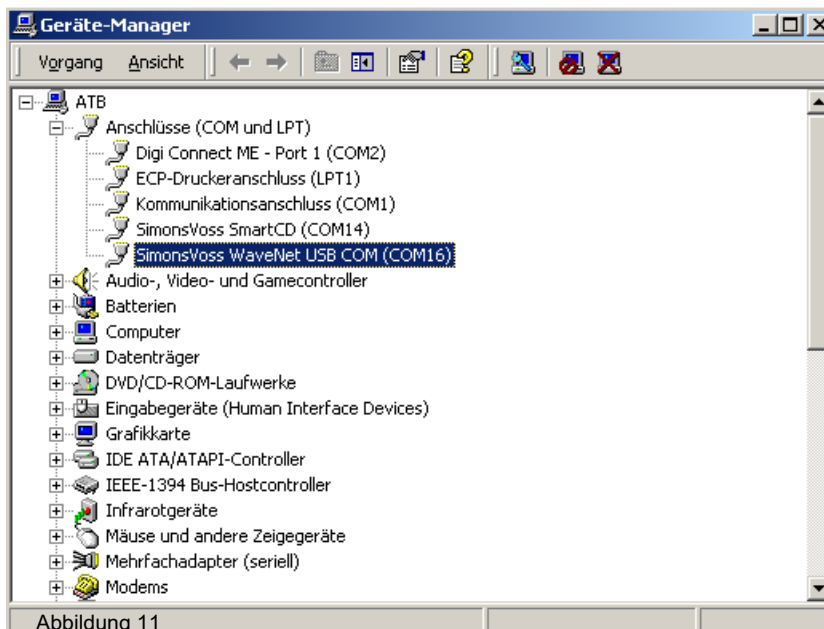 Geräte-Manager
Vorgang Ansicht
ATB
Anschlüsse (COM und LPT)
Digi Connect ME - Port 1 (COM2)
ECP-Druckeranschluss (LPT1)
Kommunikationsanschluss (COM1)
SimonsVoss SmartCD (COM14)
SimonsVoss WaveNet USB COM (COM16)
Audio-, Video- und Gamecontroller
Batterien
Computer
Datenträger
DVD/CD-ROM-Laufwerke
Eingabegeräte (Human Interface Devices)
Grafikkarte
IDE ATA/ATAPI-Controller
IEEE-1394 Bus-Hostcontroller
Infrarotgeräte
Mäuse und andere Zeigegeräte
Mehrfachadapter (seriell)
Modems
Abbildung 11